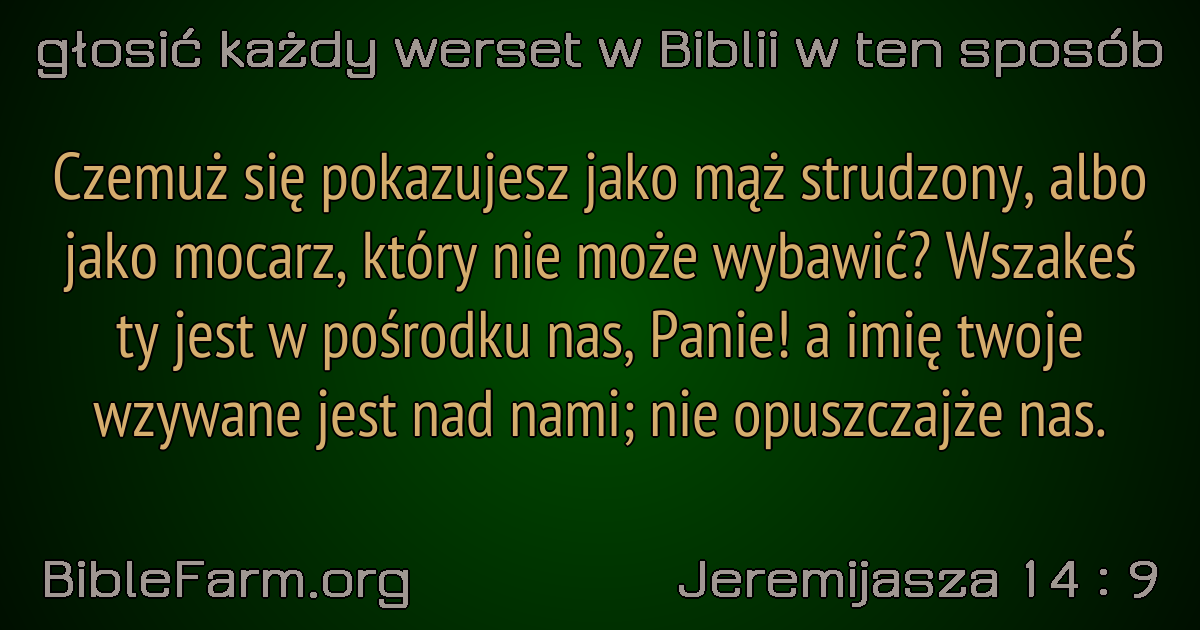 głosić każdy werset w Biblii w ten sposób
Czemuż się pokazujesz jako mąż strudzony, albo
jako mocarz, który nie może wybawić? Wszakeś
ty jest w pośrodku nas, Panie! a imię twoje
wzywane jest nad nami; nie opuszczajże nas.
BibleFarm.org
Jeremijasza 14 : 9